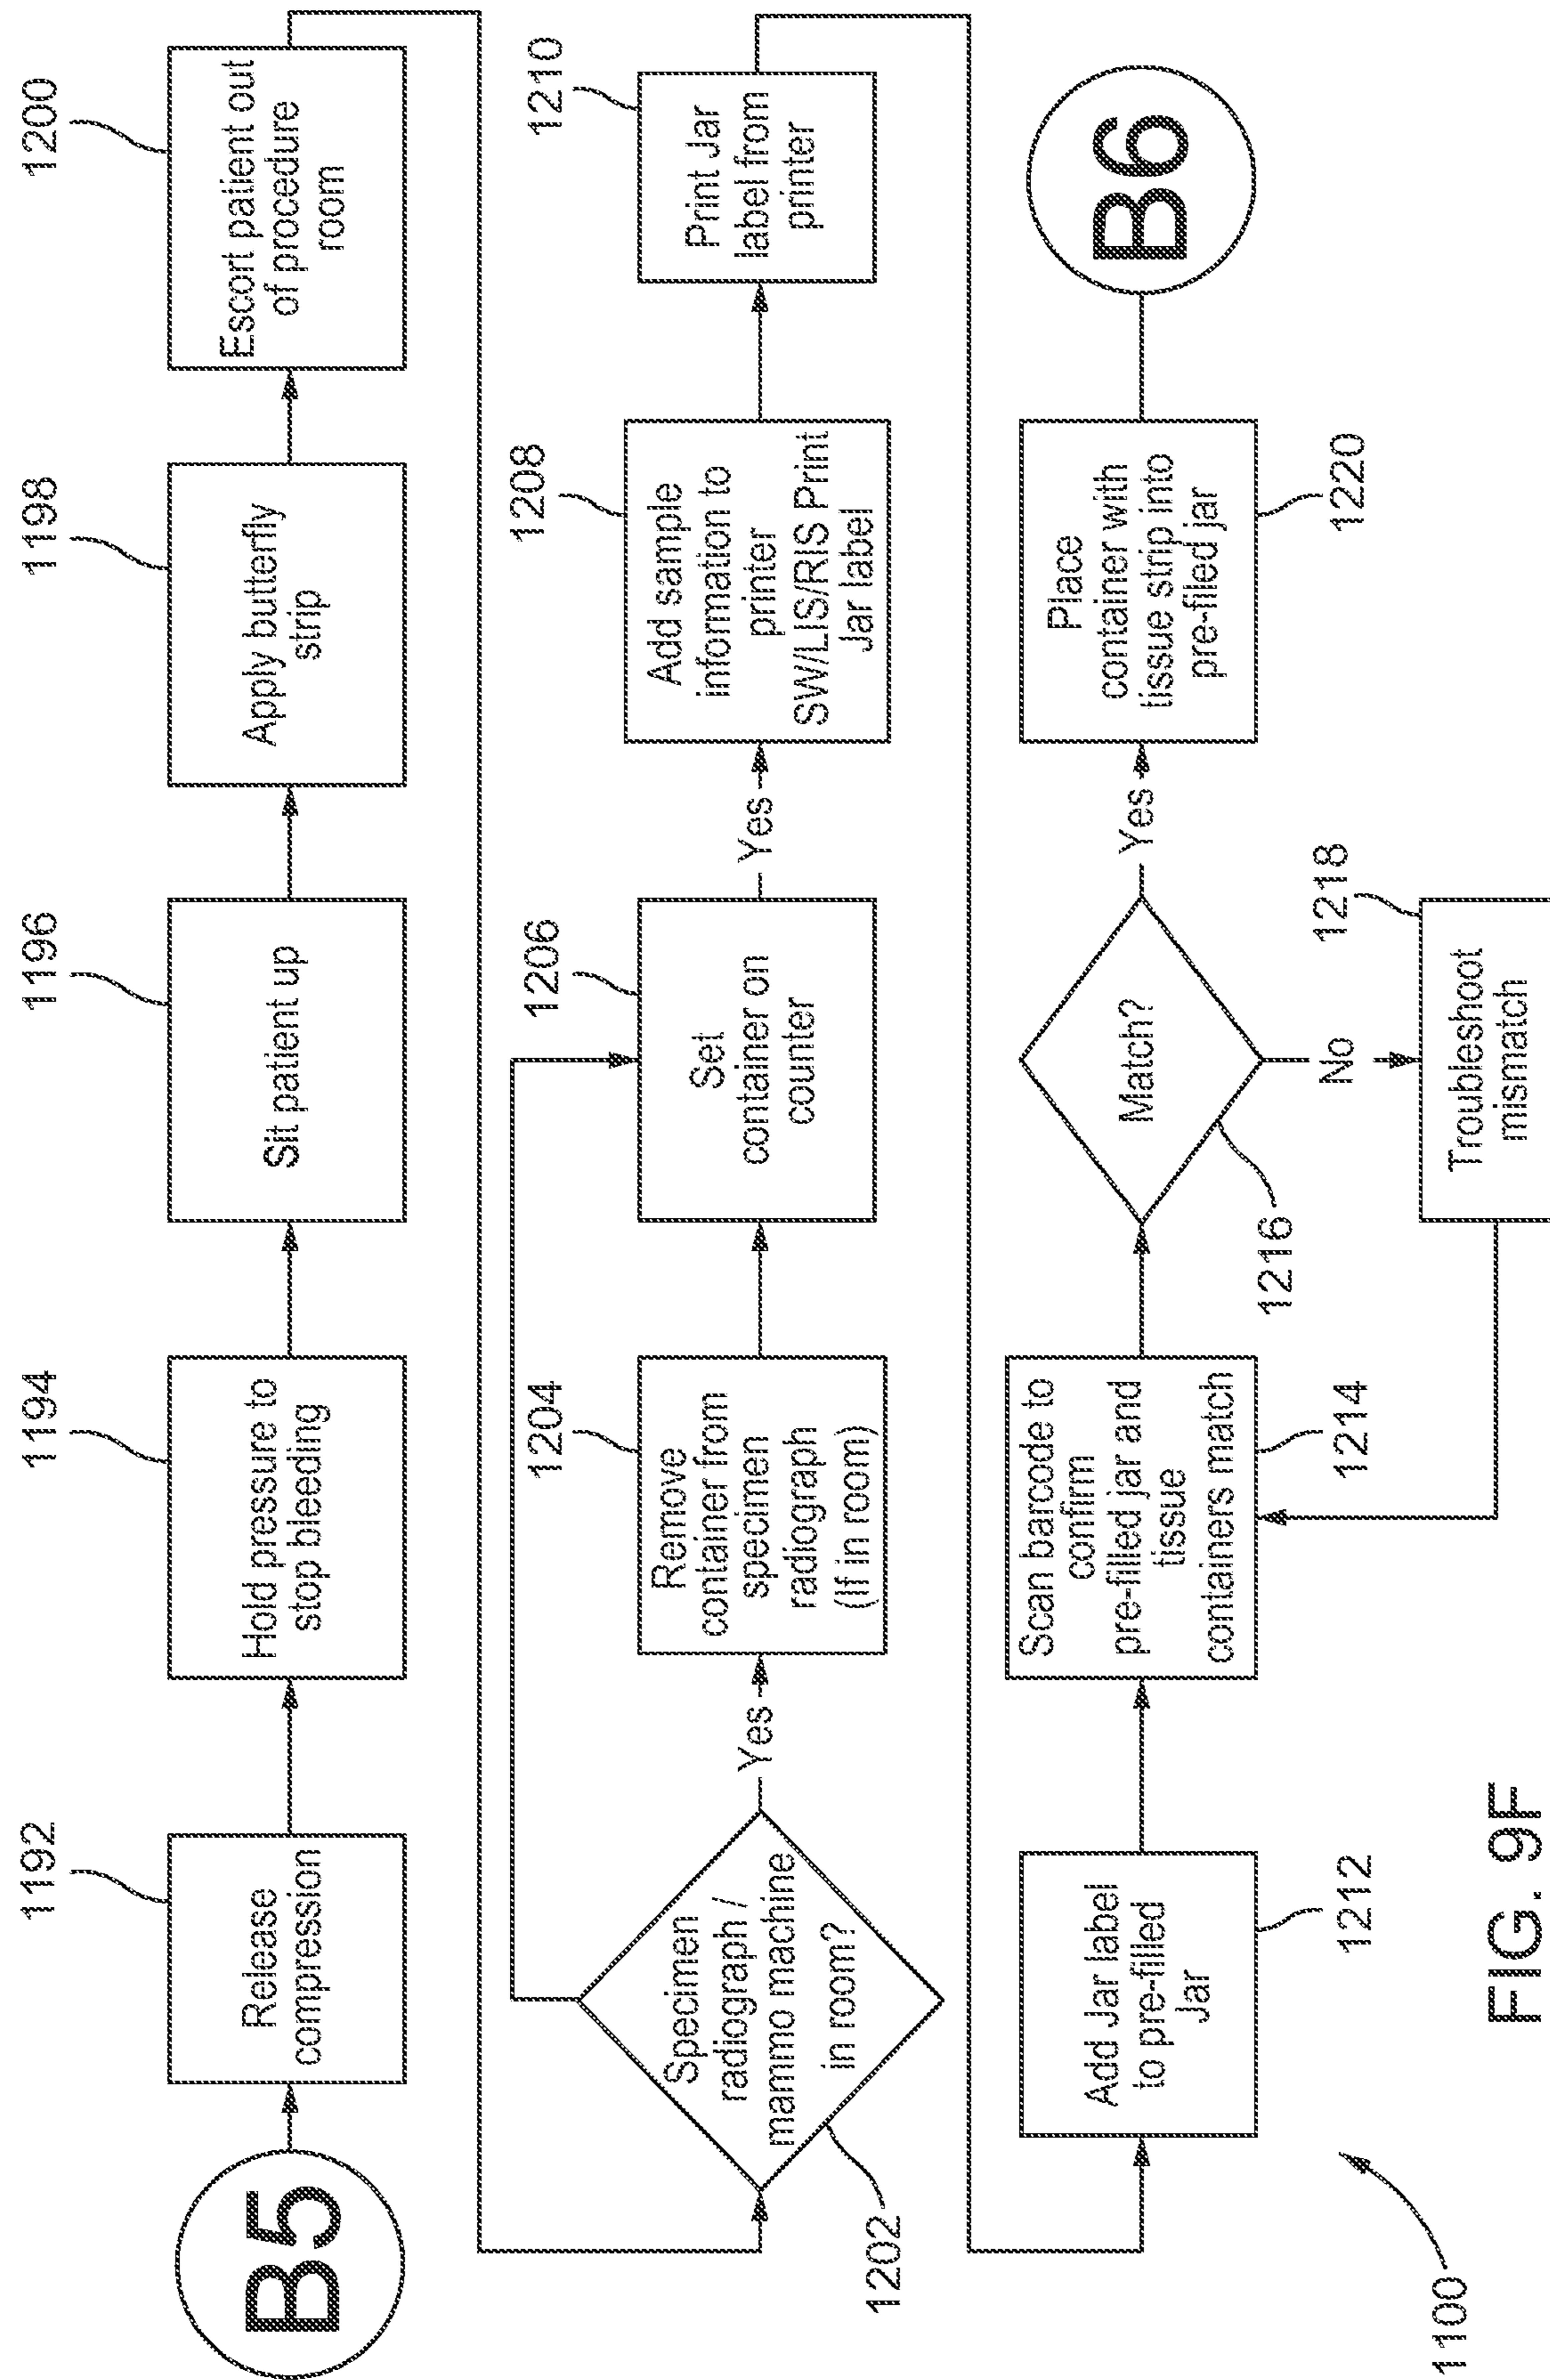 B5
1192
Release
compression
1194
Hold pressure to
stop bleeding
1196
Sit patient up
1198
Apply butterfly
strip
1200
Escort patient out
of procedure
room
1202
Specimen
radiograph /
mammo machine
in room?
Yes
1204
Remove
container from
specimen
radiograph
(If in room)
1206
Set
container on
counter
Yes
1208
Add sample
information to
printer
SW/LIS/RIS Print
Jar label
1210
Print Jar
label from
printer
Add Jar label
to pre-filled
Jar
1212
Scan barcode to
confirm
pre-filled jar and
tissue
containers match
1214
Match?
1216
Yes
No
1218
Troubleshoot
mismatch
Place
container with
tissue strip into
pre-filed jar
1220
B6
1100
FIG. 9F